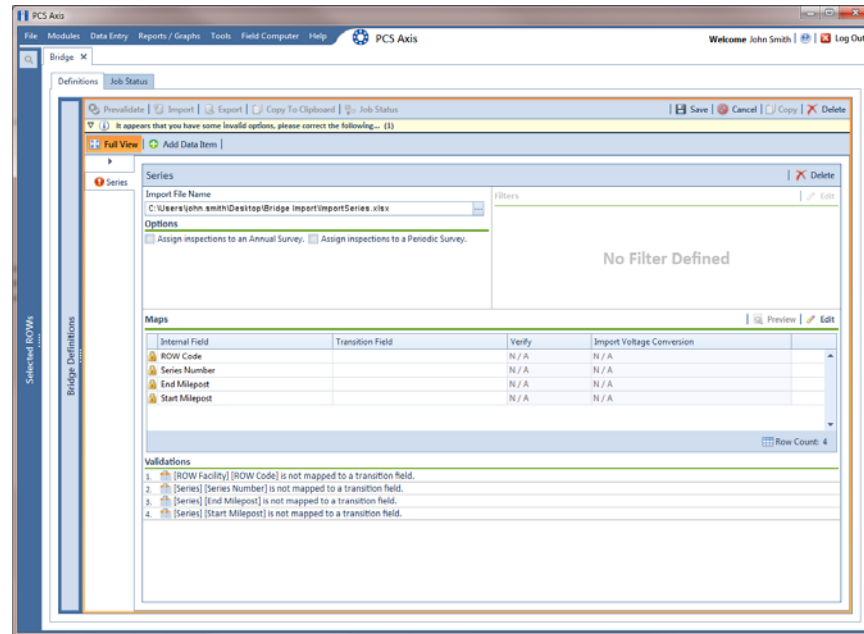 PCS Axis
File Modules Data Entry Reports / Graphs Tools Field Computer Help PCS Axis Welcome John Smith Log Out
Bridge
Definitions Job Status
Prevalidate Import Export Copy To Clipboard Job Status Save Cancel Copy Delete
It appears that you have some invalid options, please correct the following... (1)
Full View Add Data Item
Series
Series Delete
Import File Name
Filters Edit
C:\Users\john.smith\Desktop\Bridge Import\ImportSeries.xlsx ...
Options
Assign inspections to an Annual Survey. Assign inspections to a Periodic Survey.
No Filter Defined
Maps Preview Edit
Internal Field Transition Field Verify Import Voltage Conversion
ROW Code N / A N / A
Series Number N / A N / A
End Milepost N / A N / A
Start Milepost N / A N / A
Row Count: 4
Validations
1. [ROW Facility] [ROW Code] is not mapped to a transition field.
2. [Series] [Series Number] is not mapped to a transition field.
3. [Series] [End Milepost] is not mapped to a transition field.
4. [Series] [Start Milepost] is not mapped to a transition field.
Selected ROWs
Bridge Definitions